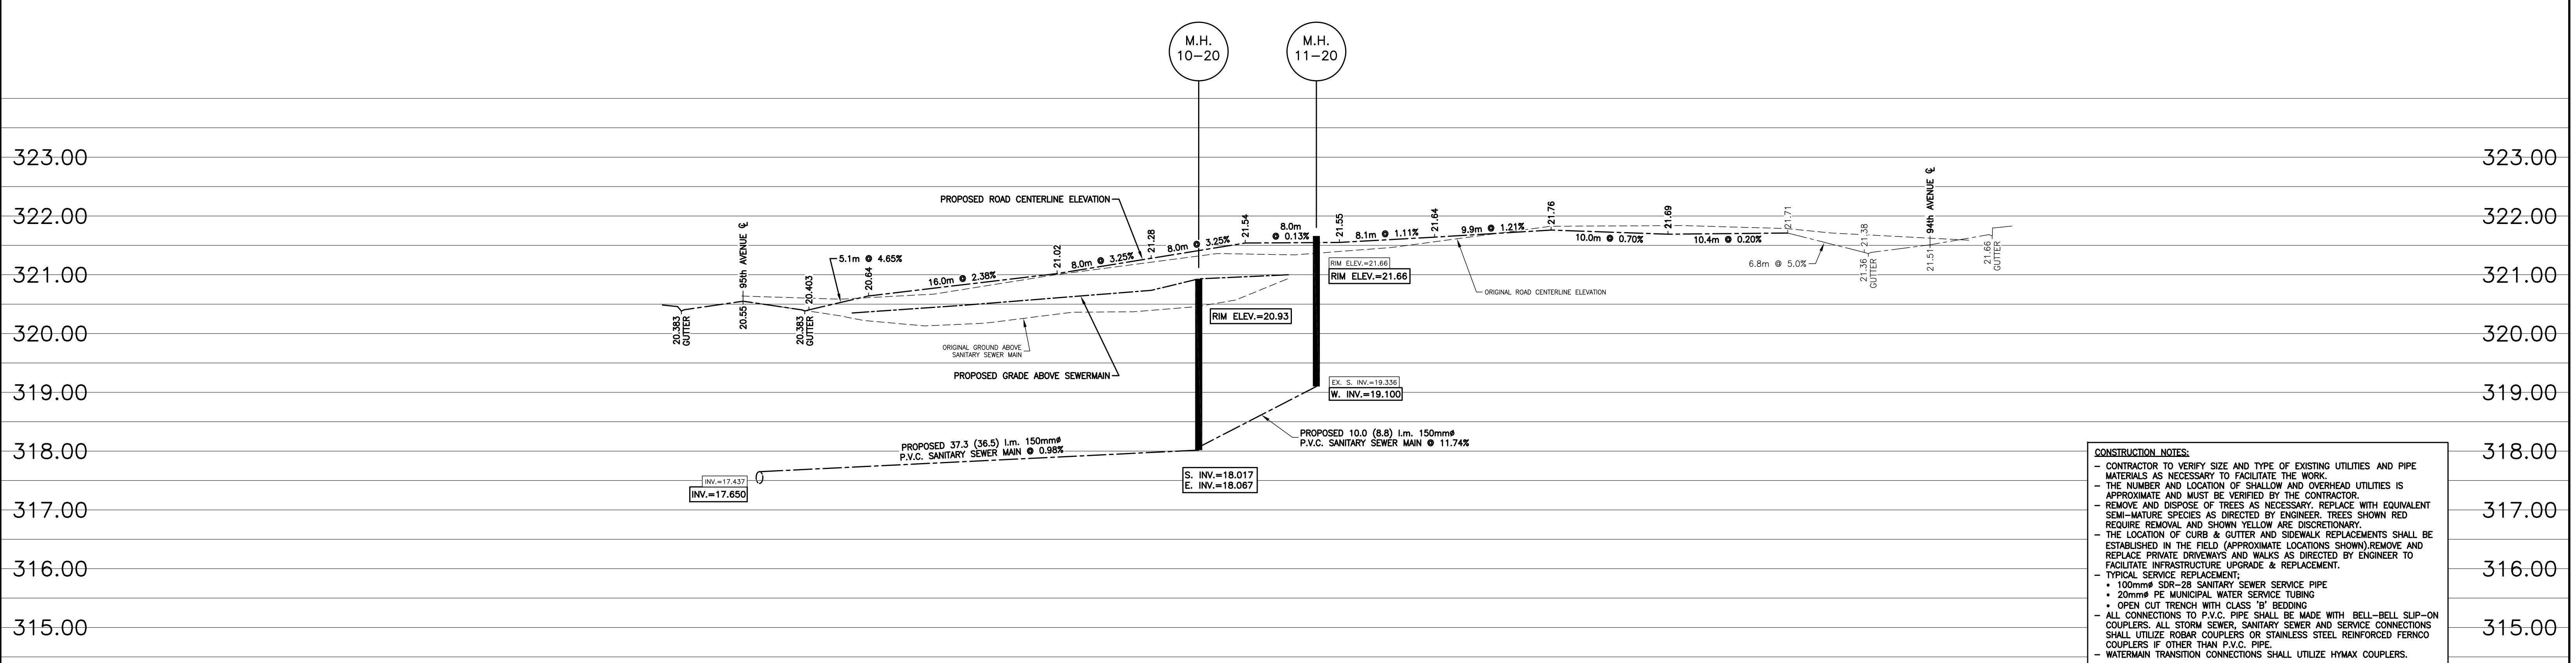 M.H.
10-20
M.H.
11-20
323.00
323.00
322.00
322.00
321.00
321.00
320.00
320.00
319.00
319.00
318.00
318.00
317.00
317.00
316.00
316.00
315.00
315.00
PROPOSED ROAD CENTERLINE ELEVATION
20.383
GUTTER
20.55
95th AVENUE ℄
20.383
GUTTER
20.403
5.1m @ 4.65%
20.64
16.0m @ 2.38%
21.02
8.0m @ 3.25%
21.28
8.0m @ 3.25%
21.54
8.0m
@ 0.13%
21.55
8.1m @ 1.11%
21.64
9.9m @ 1.21%
21.76
10.0m @ 0.70%
21.69
10.4m @ 0.20%
21.71
6.8m @ 5.0%
21.36
GUTTER
21.38
21.51
94th AVENUE ℄
21.66
GUTTER
RIM ELEV.=21.66
RIM ELEV.=21.66
ORIGINAL ROAD CENTERLINE ELEVATION
RIM ELEV.=20.93
ORIGINAL GROUND ABOVE
SANITARY SEWER MAIN
PROPOSED GRADE ABOVE SEWERMAIN
EX. S. INV.=19.336
W. INV.=19.100
PROPOSED 37.3 (36.5) l.m. 150mmø
P.V.C. SANITARY SEWER MAIN @ 0.98%
PROPOSED 10.0 (8.8) l.m. 150mmø
P.V.C. SANITARY SEWER MAIN @ 11.74%
INV.=17.437
INV.=17.650
S. INV.=18.017
E. INV.=18.067
CONSTRUCTION NOTES:
- CONTRACTOR TO VERIFY SIZE AND TYPE OF EXISTING UTILITIES AND PIPE
MATERIALS AS NECESSARY TO FACILITATE THE WORK.
- THE NUMBER AND LOCATION OF SHALLOW AND OVERHEAD UTILITIES IS
APPROXIMATE AND MUST BE VERIFIED BY THE CONTRACTOR.
- REMOVE AND DISPOSE OF TREES AS NECESSARY. REPLACE WITH EQUIVALENT
SEMI-MATURE SPECIES AS DIRECTED BY ENGINEER. TREES SHOWN RED
REQUIRE REMOVAL AND SHOWN YELLOW ARE DISCRETIONARY.
- THE LOCATION OF CURB & GUTTER AND SIDEWALK REPLACEMENTS SHALL BE
ESTABLISHED IN THE FIELD (APPROXIMATE LOCATIONS SHOWN).REMOVE AND
REPLACE PRIVATE DRIVEWAYS AND WALKS AS DIRECTED BY ENGINEER TO
FACILITATE INFRASTRUCTURE UPGRADE & REPLACEMENT.
- TYPICAL SERVICE REPLACEMENT;
• 100mmø SDR-28 SANITARY SEWER SERVICE PIPE
• 20mmø PE MUNICIPAL WATER SERVICE TUBING
• OPEN CUT TRENCH WITH CLASS 'B' BEDDING
- ALL CONNECTIONS TO P.V.C. PIPE SHALL BE MADE WITH BELL-BELL SLIP-ON
COUPLERS. ALL STORM SEWER, SANITARY SEWER AND SERVICE CONNECTIONS
SHALL UTILIZE ROBAR COUPLERS OR STAINLESS STEEL REINFORCED FERNCO
COUPLERS IF OTHER THAN P.V.C. PIPE.
- WATERMAIN TRANSITION CONNECTIONS SHALL UTILIZE HYMAX COUPLERS.